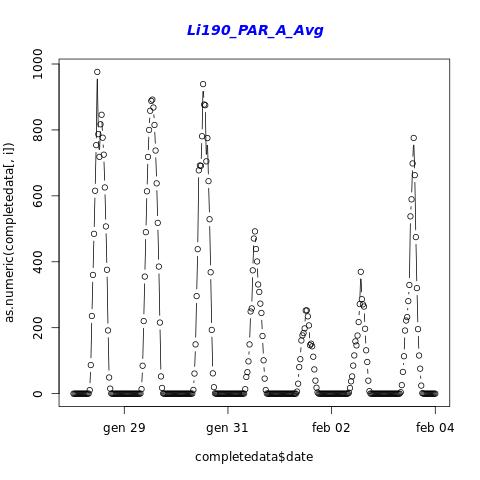 Li190_PAR_A_Avg
as.numeric(completedata[, i])
1000
800
600
400
200
0
gen 29
gen 31
feb 02
feb 04
completedata$date